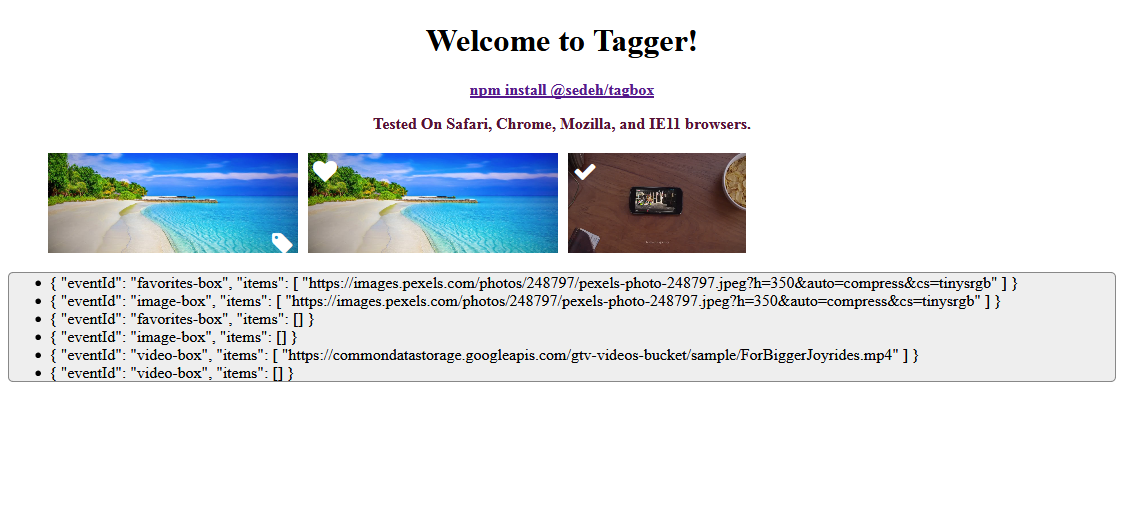 Welcome to Tagger!
npm install @sedeh/tagbox
Tested On Safari, Chrome, Mozilla, and IE11 browsers.
{ "eventId": "favorites-box", "items": [ "https://images.pexels.com/photos/248797/pexels-photo-248797.jpeg?h=350&auto=compress&cs=tinysrgb" ] }
{ "eventId": "image-box", "items": [ "https://images.pexels.com/photos/248797/pexels-photo-248797.jpeg?h=350&auto=compress&cs=tinysrgb" ] }
{ "eventId": "favorites-box", "items": [] }
{ "eventId": "image-box", "items": [] }
{ "eventId": "video-box", "items": [ "https://commondatastorage.googleapis.com/gtv-videos-bucket/sample/ForBiggerJoyrides.mp4" ] }
{ "eventId": "video-box", "items": [] }